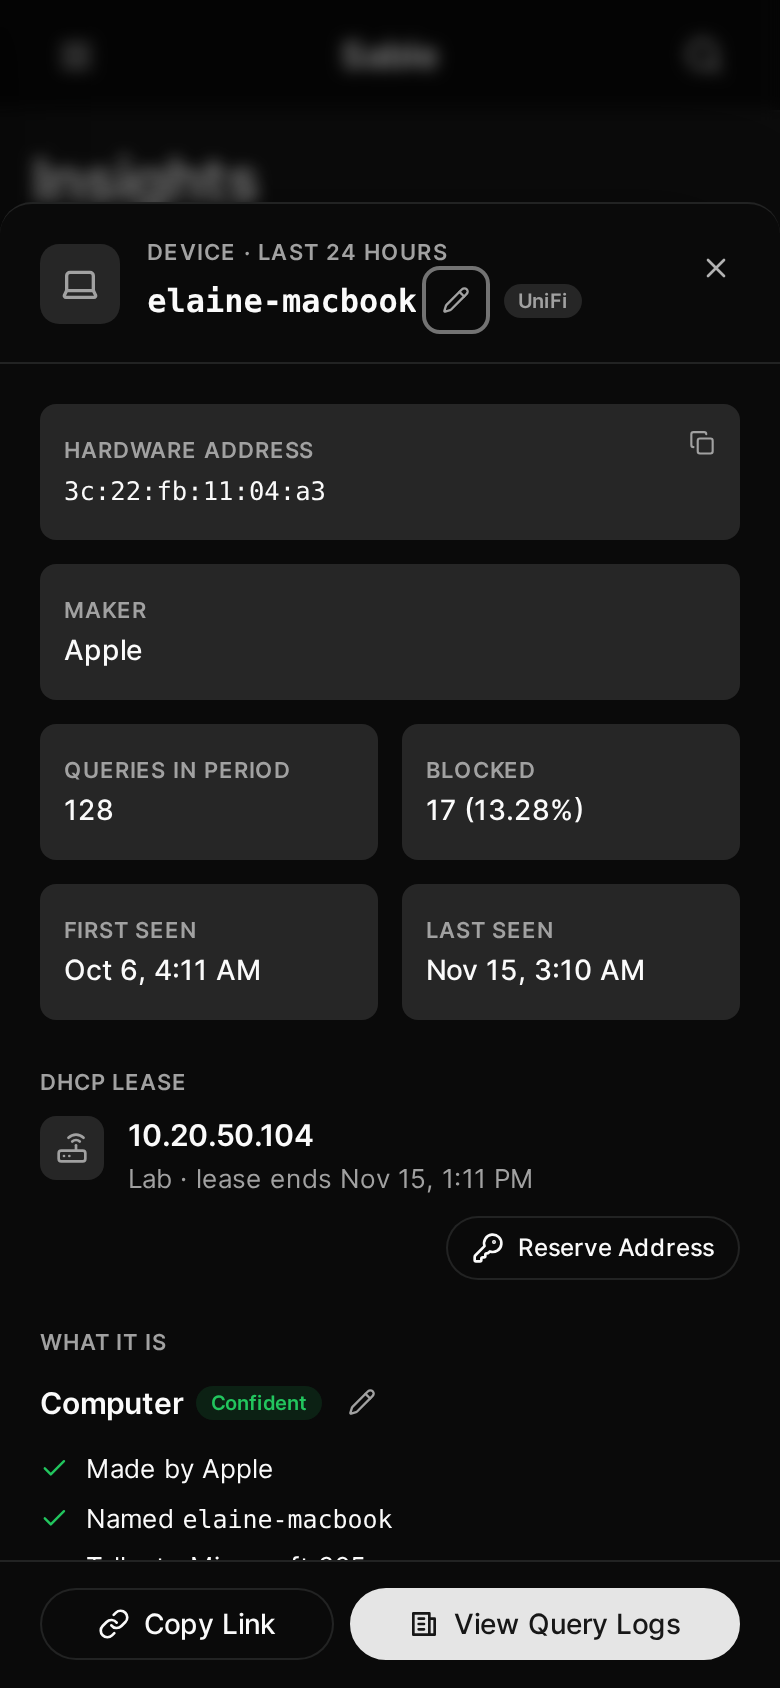 Sable
Insights
DEVICE · LAST 24 HOURS
elaine-macbook
UniFi
HARDWARE ADDRESS
3c:22:fb:11:04:a3
MAKER
Apple
QUERIES IN PERIOD
128
BLOCKED
17 (13.28%)
FIRST SEEN
Oct 6, 4:11 AM
LAST SEEN
Nov 15, 3:10 AM
DHCP LEASE
10.20.50.104
Lab · lease ends Nov 15, 1:11 PM
Reserve Address
WHAT IT IS
Computer Confident
Made by Apple
Named elaine-macbook
Copy Link
View Query Logs